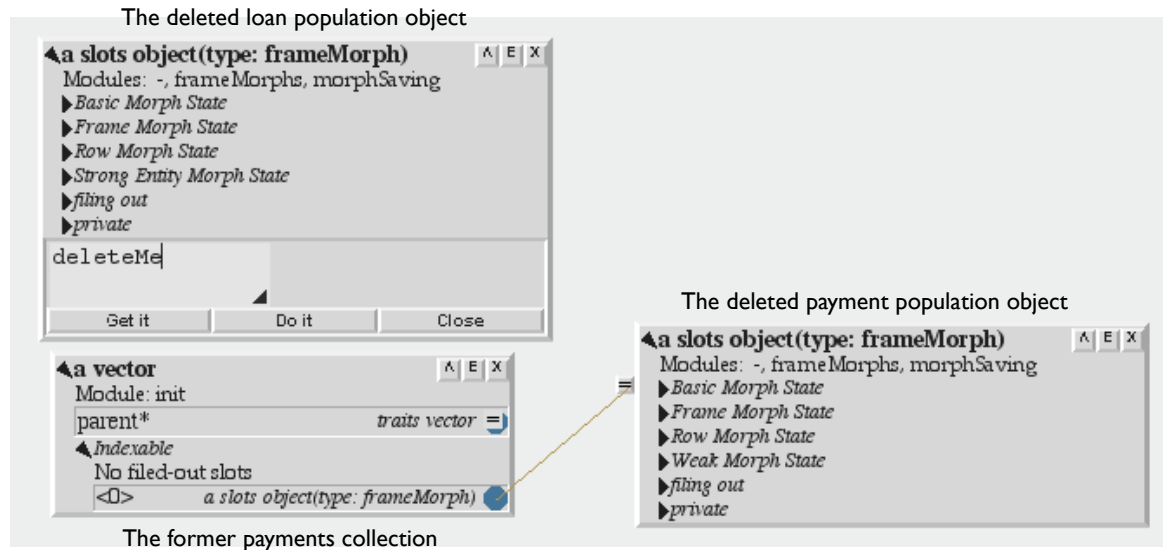 The deleted loan population object
a slots object(type: frameMorph) Λ E X
Modules: -, frameMorphs, morphSaving
Basic Morph State
Frame Morph State
Row Morph State
Strong Entity Morph State
filing out
private
deleteMe
Get it Do it Close
a vector Λ E X
Module: init
parent* traits vector =
Indexable
No filed-out slots
<0> a slots object(type: frameMorph)
The former payments collection
The deleted payment population object
a slots object(type: frameMorph) Λ E X
=
Modules: -, frameMorphs, morphSaving
Basic Morph State
Frame Morph State
Row Morph State
Weak Morph State
filing out
private